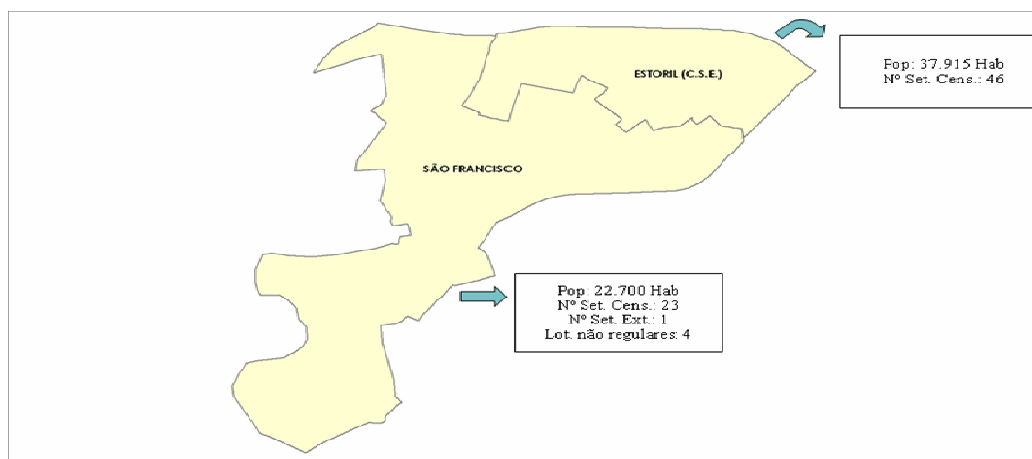 ESTORIL (C.S.E.)
Pop: 37.915 Hab
Nº Set. Cens.: 46
SÃO FRANCISCO
Pop: 22.700 Hab
Nº Set. Cens.: 23
Nº Set. Ext.: 1
Lot. não regulares: 4